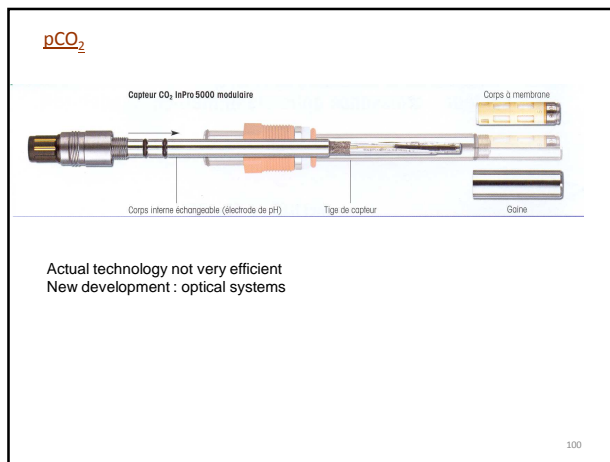 pCO₂
Capteur CO₂ InPro 5000 modulaire
Corps à membrane
Corps interne échangeable (électrode de pH)
Tige de capteur
Gaine
Actual technology not very efficient
New development : optical systems
100